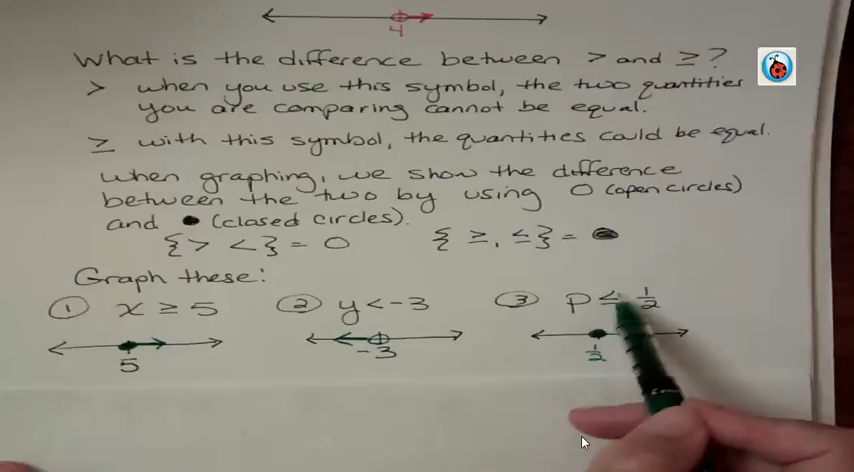 4
What is the difference between > and ≥?
> when you use this symbol, the two quantities
you are comparing cannot be equal.
≥ with this symbol, the quantities could be equal.
When graphing, we show the difference
between the two by using O (open circles)
and ● (closed circles).
{> <} = O {≥, ≤} = ●
Graph these:
① x ≥ 5 ② y < -3 ③ p ≤ 1/2
5 -3 1/2